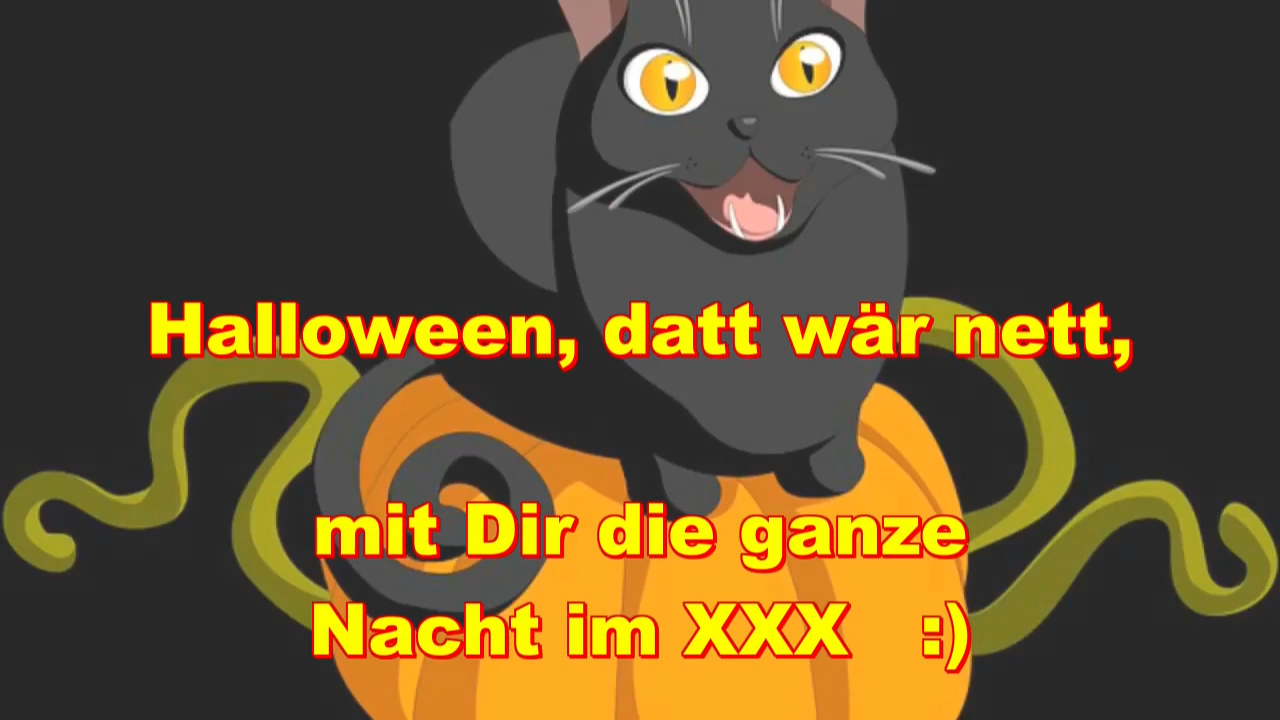 Halloween, datt wär nett,
mit Dir die ganze
Nacht im XXX :)